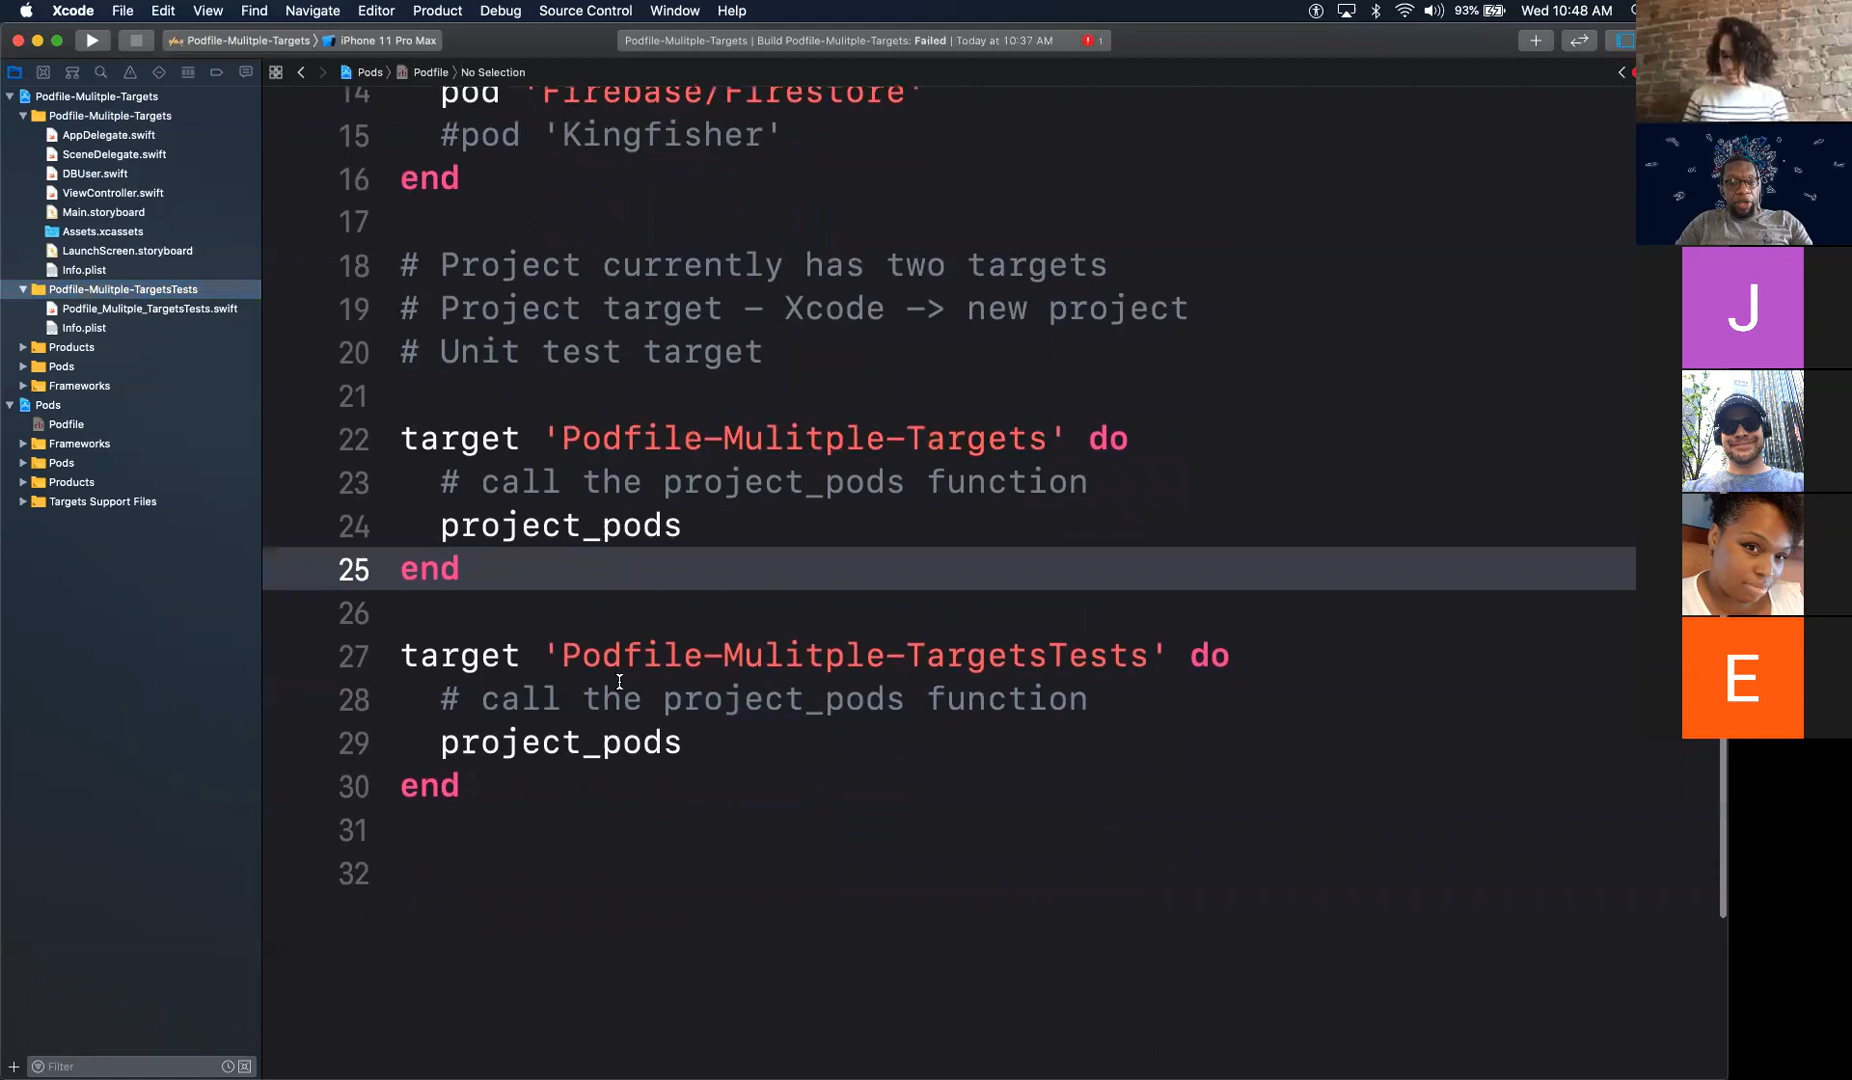 Xcode File Edit View Find Navigate Editor Product Debug Source Control Window Help 93% Wed 10:48 AM
Podfile-Mulitple-Targets iPhone 11 Pro Max Podfile-Mulitple-Targets | Build Podfile-Mulitple-Targets: Failed | Today at 10:37 AM 1
Pods Podfile No Selection
Podfile-Mulitple-Targets
Podfile-Mulitple-Targets
AppDelegate.swift
SceneDelegate.swift
DBUser.swift
ViewController.swift
Main.storyboard
Assets.xcassets
LaunchScreen.storyboard
Info.plist
Podfile-Mulitple-TargetsTests
Podfile_Mulitple_TargetsTests.swift
Info.plist
Products
Pods
Frameworks
Pods
Podfile
Frameworks
Pods
Products
Targets Support Files
Filter
14 pod 'Firebase/Firestore'
15 #pod 'Kingfisher'
16 end
17
18 # Project currently has two targets
19 # Project target - Xcode -> new project
20 # Unit test target
21
22 target 'Podfile-Mulitple-Targets' do
23 # call the project_pods function
24 project_pods
25 end
26
27 target 'Podfile-Mulitple-TargetsTests' do
28 # call the project_pods function
29 project_pods
30 end
31
32
J
E